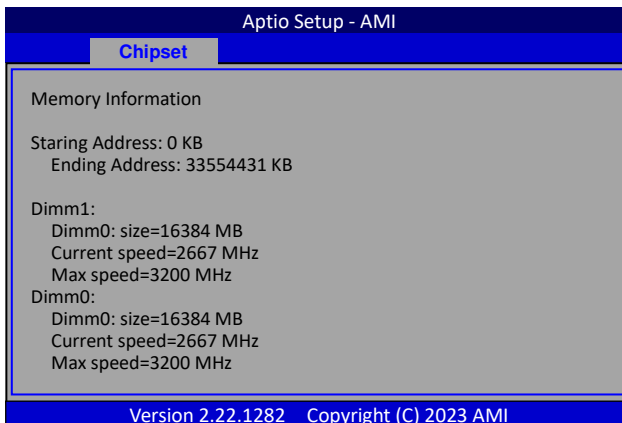 Aptio Setup - AMI
Chipset
Memory Information
Staring Address: 0 KB
Ending Address: 33554431 KB
Dimm1:
Dimm0: size=16384 MB
Current speed=2667 MHz
Max speed=3200 MHz
Dimm0:
Dimm0: size=16384 MB
Current speed=2667 MHz
Max speed=3200 MHz
Version 2.22.1282 Copyright (C) 2023 AMI